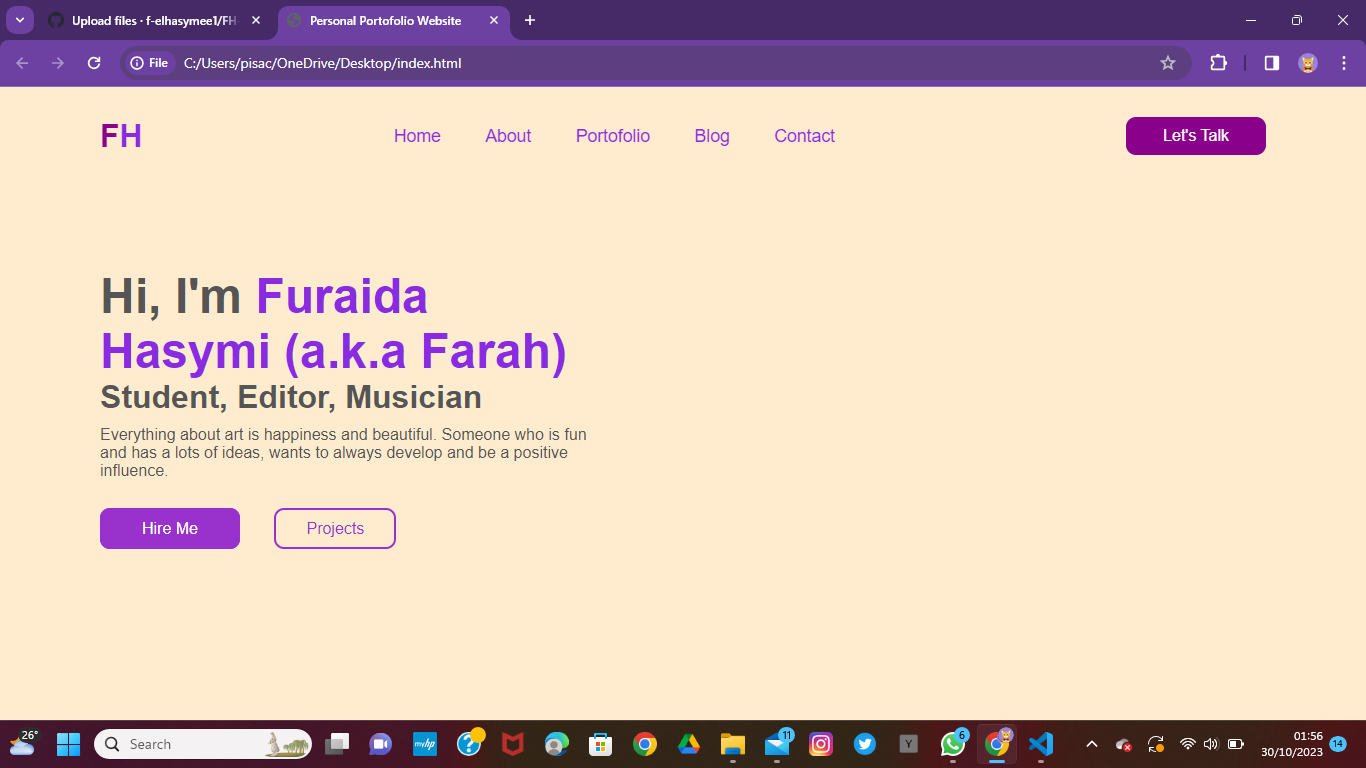 Upload files · f-elhasymee1/FH
Personal Portofolio Website
File C:/Users/pisac/OneDrive/Desktop/index.html
FH Home About Portofolio Blog Contact Let's Talk
Hi, I'm Furaida
Hasymi (a.k.a Farah)
Student, Editor, Musician
Everything about art is happiness and beautiful. Someone who is fun
and has a lots of ideas, wants to always develop and be a positive
influence.
Hire Me Projects
26°
Search
myhp
11
Y
6
01:56
30/10/2023
14